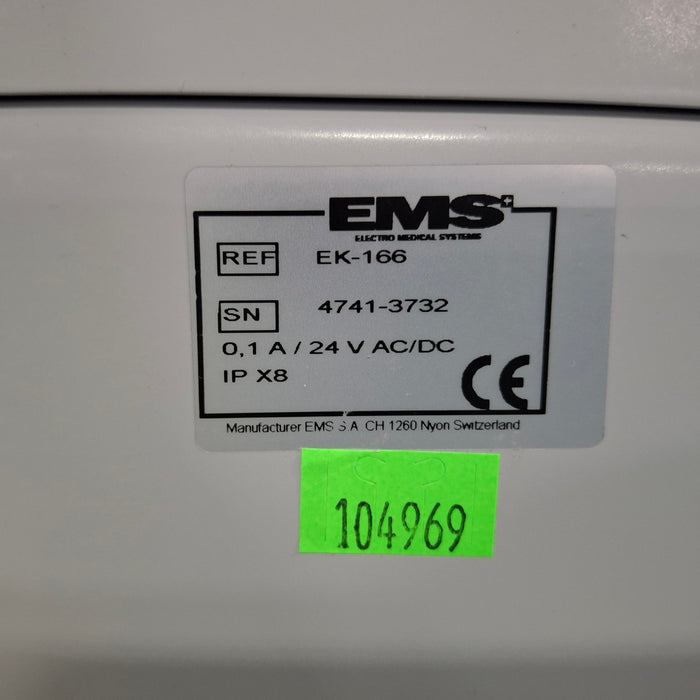 EMS
ELECTRO MEDICAL SYSTEMS
REF EK-166
SN 4741-3732
0,1 A / 24 V AC/DC
IP X8
CE
Manufacturer EMS S.A. CH 1260 Nyon Switzerland
104969